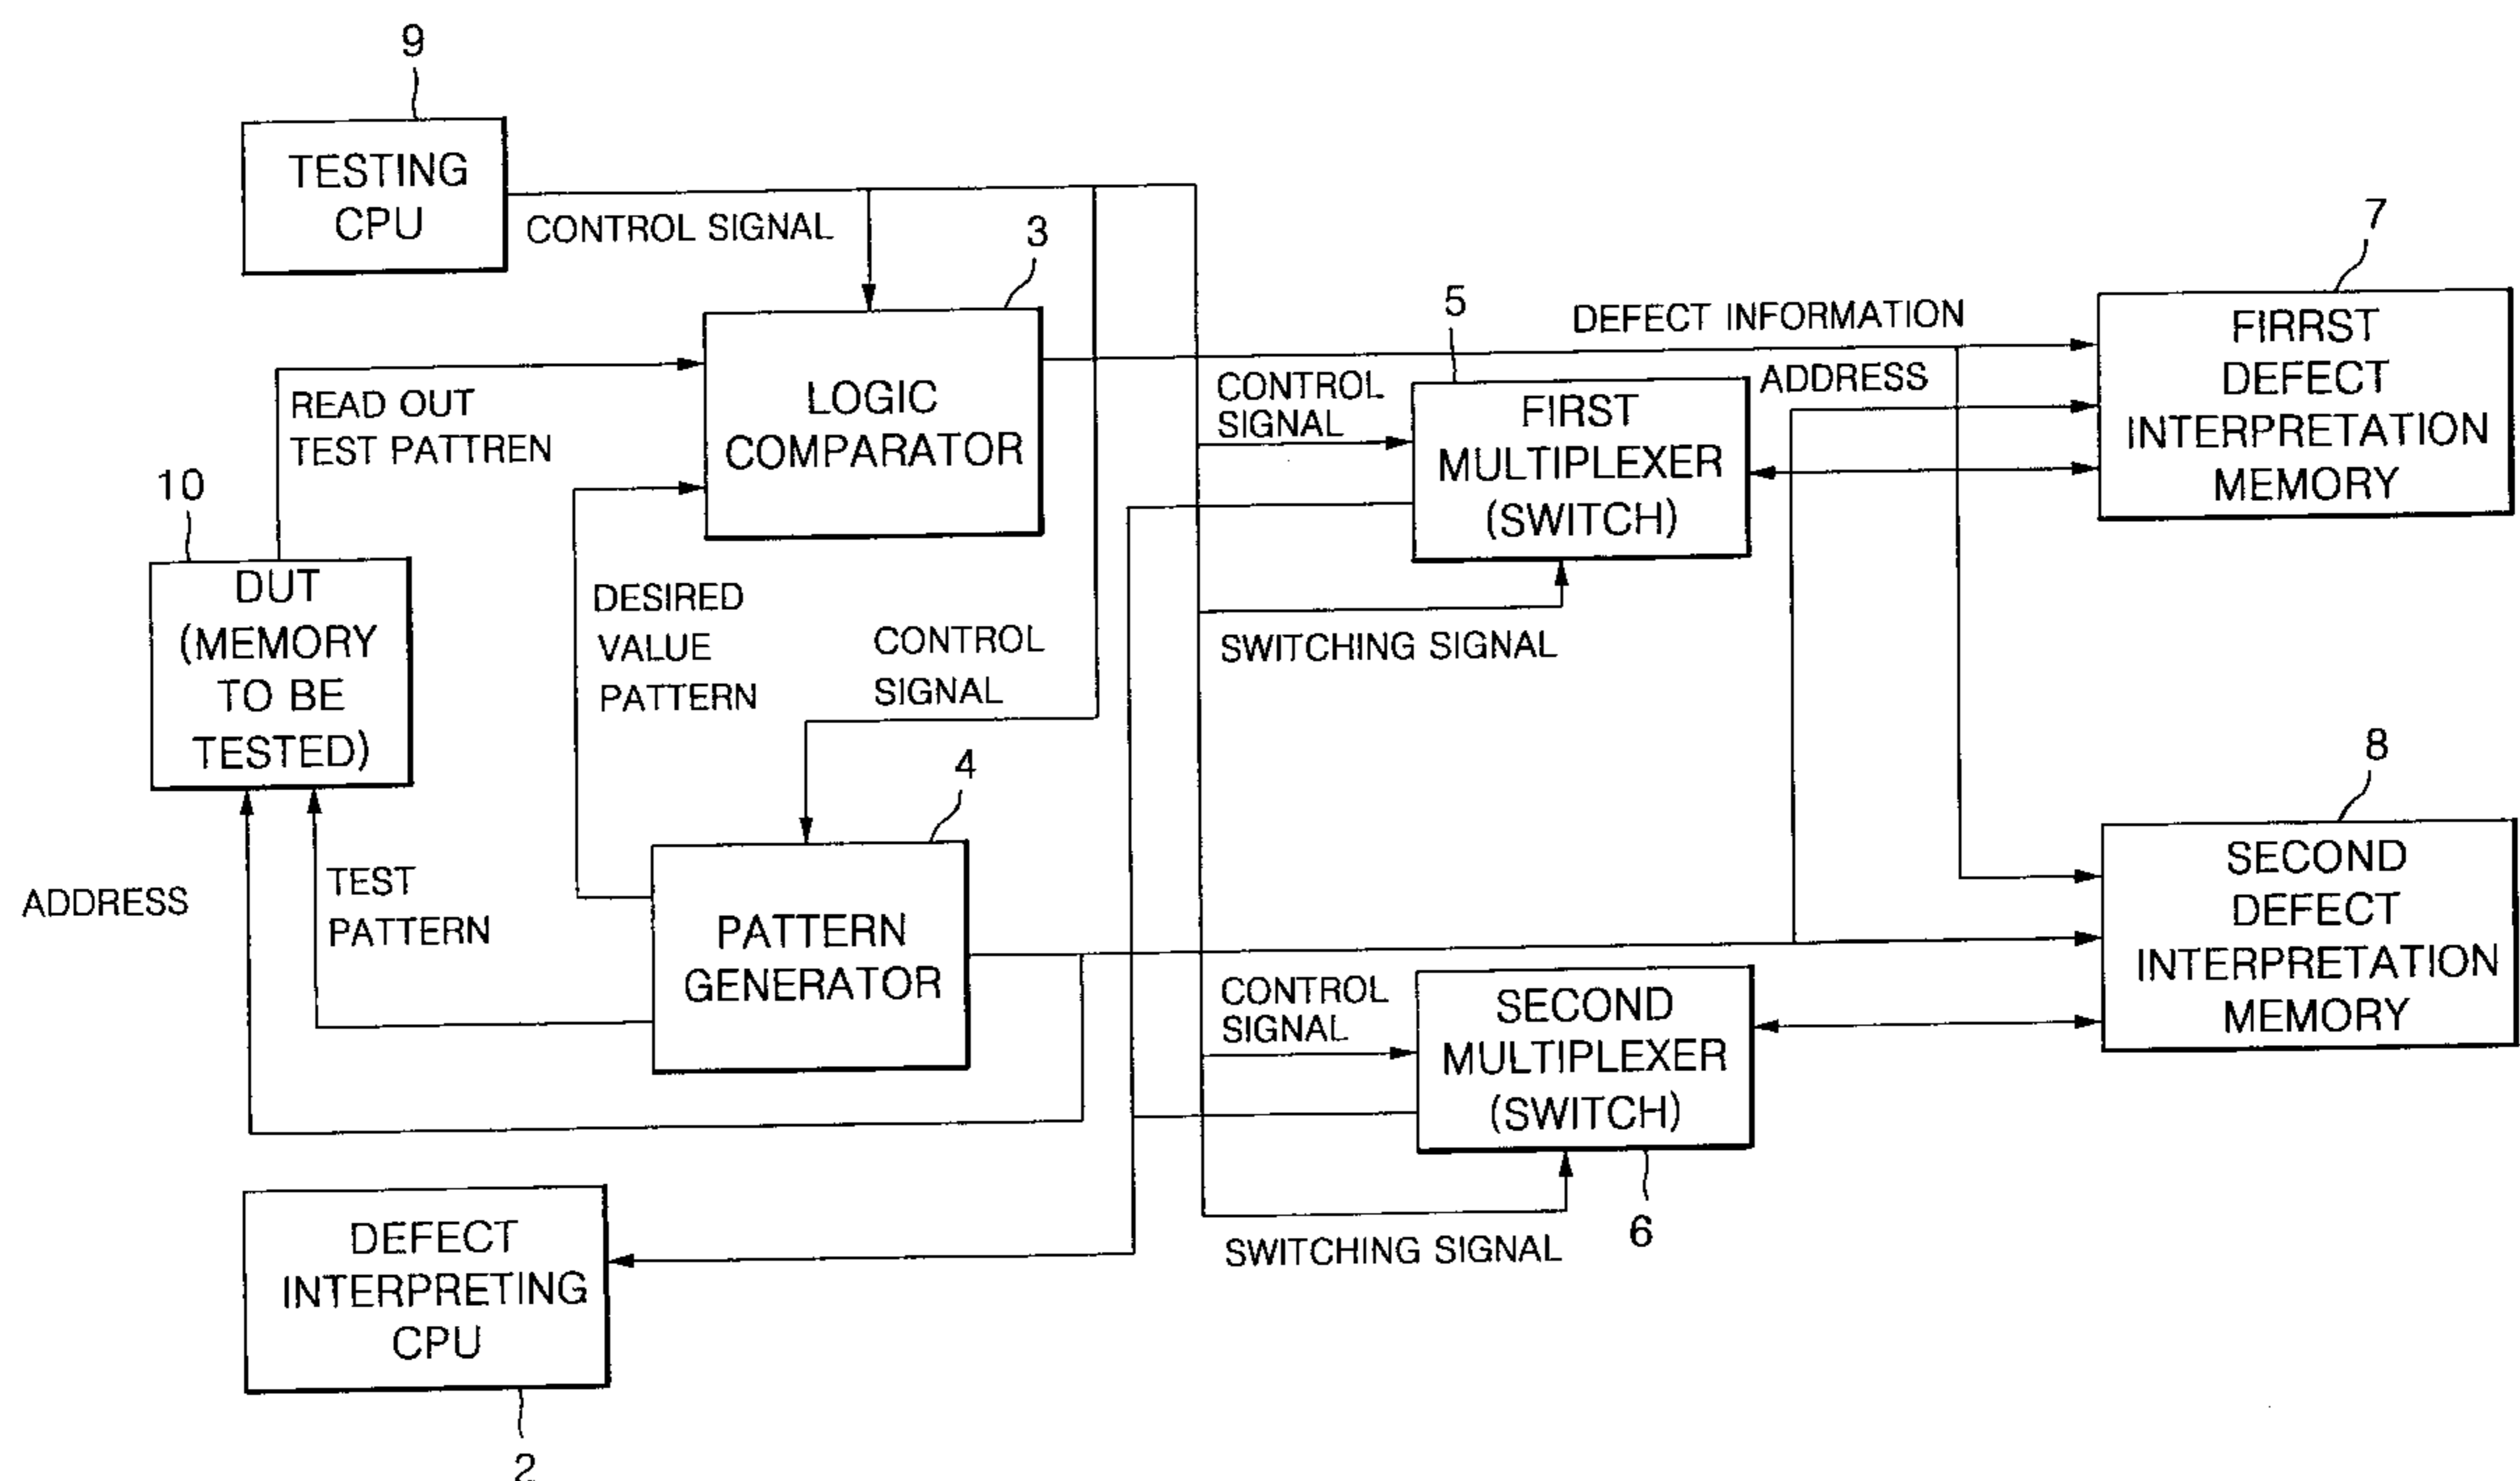 9
TESTING
CPU
CONTROL SIGNAL
3
7
5
DEFECT INFORMATION
FIRRST
DEFECT
INTERPRETATION
MEMORY
ADDRESS
CONTROL
SIGNAL
FIRST
MULTIPLEXER
(SWITCH)
LOGIC
COMPARATOR
READ OUT
TEST PATTREN
10
DUT
(MEMORY
TO BE
TESTED)
DESIRED
VALUE
PATTERN
CONTROL
SIGNAL
SWITCHING SIGNAL
4
8
ADDRESS
TEST
PATTERN
PATTERN
GENERATOR
SECOND
DEFECT
INTERPRETATION
MEMORY
CONTROL
SIGNAL
SECOND
MULTIPLEXER
(SWITCH)
6
SWITCHING SIGNAL
DEFECT
INTERPRETING
CPU
2